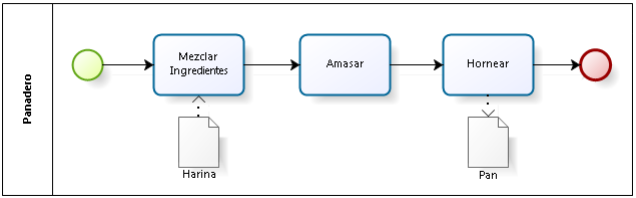 Panadero
Mezclar
Ingredientes
Amasar
Hornear
Harina
Pan